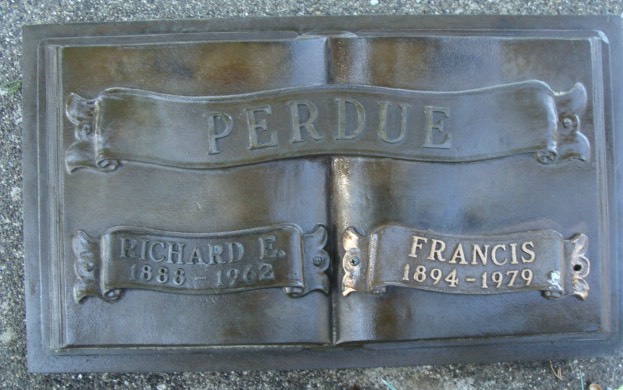 PERDUE
RICHARD E.
1888-1962
FRANCIS
1894-1979